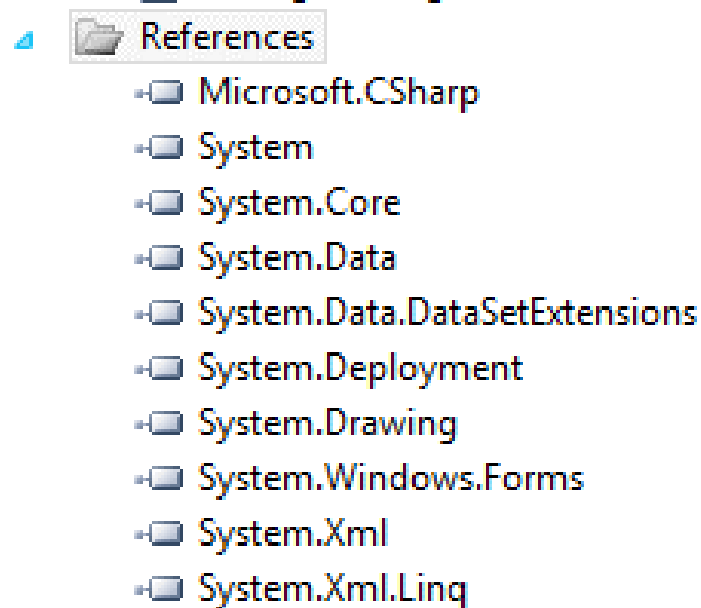 References
Microsoft.CSharp
System
System.Core
System.Data
System.Data.DataSetExtensions
System.Deployment
System.Drawing
System.Windows.Forms
System.Xml
System.Xml.Linq